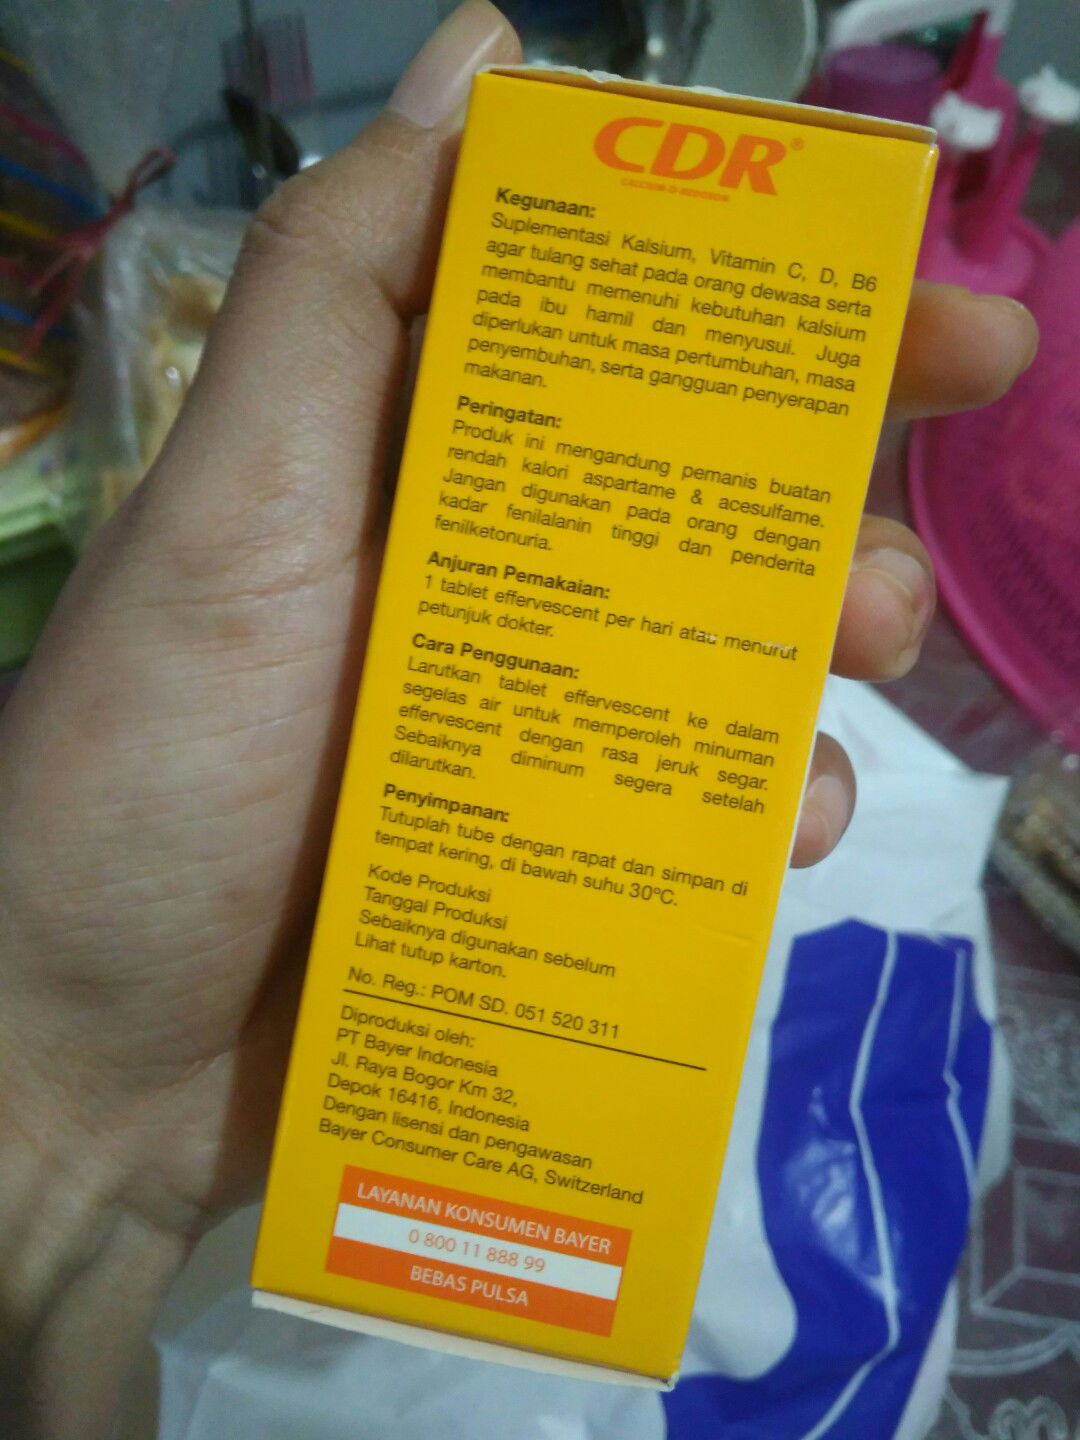 CDR®
CALCIUM-D-REDOXON
Kegunaan:
Suplementasi Kalsium, Vitamin C, D, B6
agar tulang sehat pada orang dewasa serta
membantu memenuhi kebutuhan kalsium
pada ibu hamil dan menyusui. Juga
diperlukan untuk masa pertumbuhan, masa
penyembuhan, serta gangguan penyerapan
makanan.
Peringatan:
Produk ini mengandung pemanis buatan
rendah kalori aspartame & acesulfame.
Jangan digunakan pada orang dengan
kadar fenilalanin tinggi dan penderita
fenilketonuria.
Anjuran Pemakaian:
1 tablet effervescent per hari atau menurut
petunjuk dokter.
Cara Penggunaan:
Larutkan tablet effervescent ke dalam
segelas air untuk memperoleh minuman
effervescent dengan rasa jeruk segar.
Sebaiknya diminum segera setelah
dilarutkan.
Penyimpanan:
Tutuplah tube dengan rapat dan simpan di
tempat kering, di bawah suhu 30°C.
Kode Produksi
Tanggal Produksi
Sebaiknya digunakan sebelum
Lihat tutup karton.
No. Reg.: POM SD. 051 520 311
Diproduksi oleh:
PT Bayer Indonesia
Jl. Raya Bogor Km 32,
Depok 16416, Indonesia
Dengan lisensi dan pengawasan
Bayer Consumer Care AG, Switzerland
LAYANAN KONSUMEN BAYER
0 800 11 888 99
BEBAS PULSA